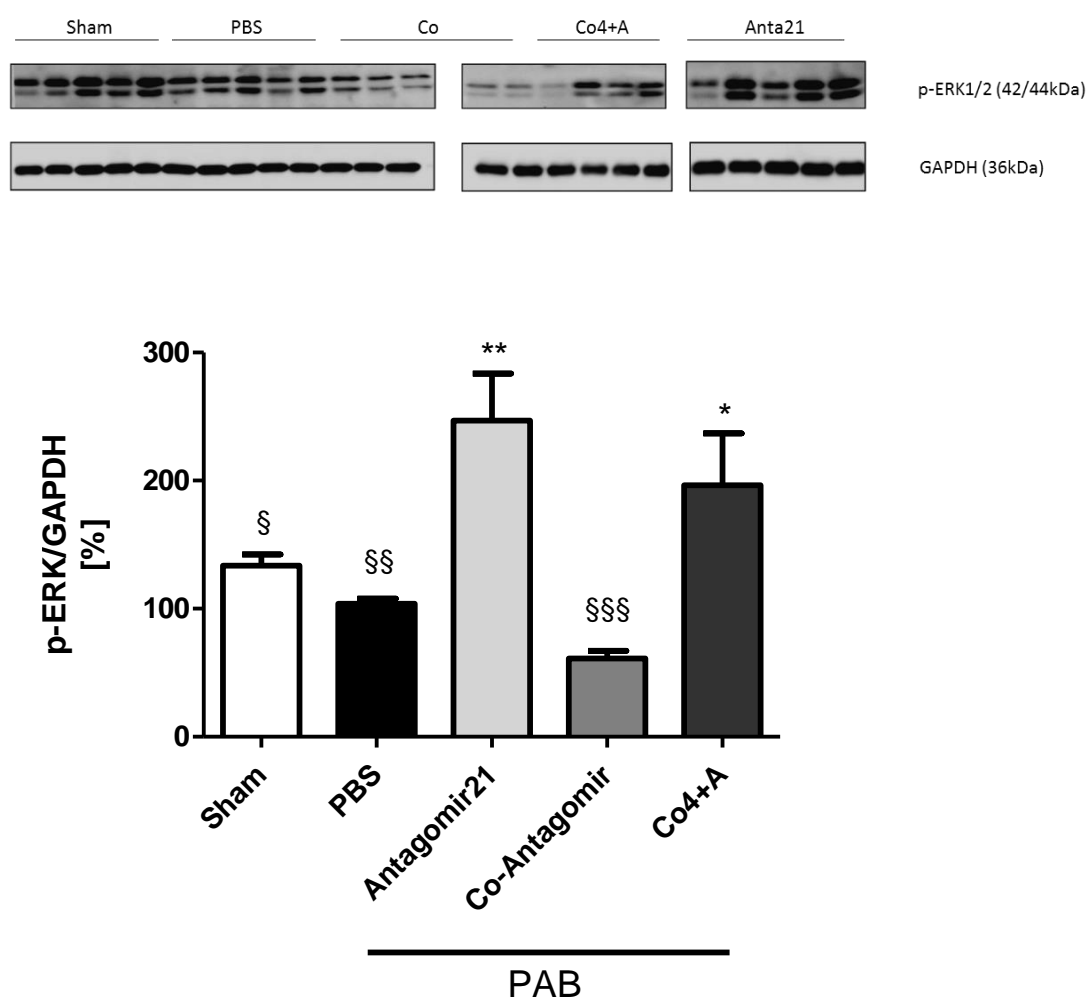 Sham PBS Co Co4+A Anta21
p-ERK1/2 (42/44kDa)
GAPDH (36kDa)
p-ERK/GAPDH
[%]
300
200
100
0
§
§§
**
§§§
*
Sham
PBS
Antagomir21
Co-Antagomir
Co4+A
PAB